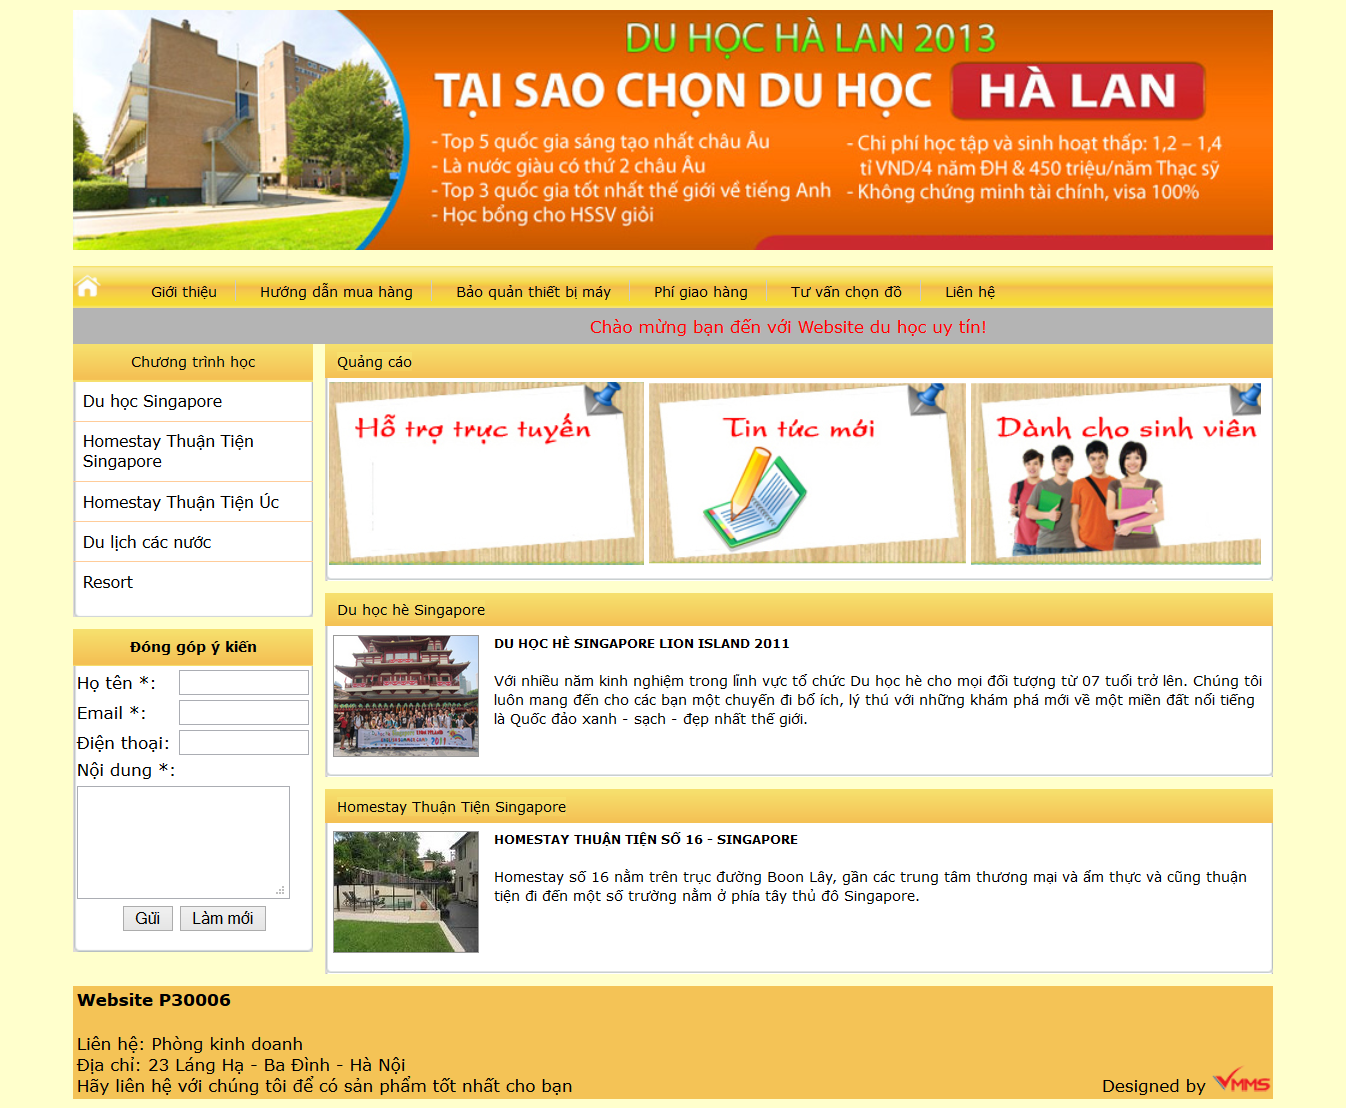 DU HỌC HÀ LAN 2013
TẠI SAO CHỌN DU HỌC HÀ LAN
- Top 5 quốc gia sáng tạo nhất châu Âu
- Là nước giàu có thứ 2 châu Âu
- Top 3 quốc gia tốt nhất thế giới về tiếng Anh
- Học bổng cho HSSV giỏi
- Chi phí học tập và sinh hoạt thấp: 1,2 – 1,4
tỉ VND/4 năm ĐH & 450 triệu/năm Thạc sỹ
- Không chứng minh tài chính, visa 100%
Giới thiệu Hướng dẫn mua hàng Bảo quản thiết bị máy Phí giao hàng Tư vấn chọn đồ Liên hệ
Chào mừng bạn đến với Website du học uy tín!
Chương trình học
Du học Singapore
Homestay Thuận Tiện
Singapore
Homestay Thuận Tiện Úc
Du lịch các nước
Resort
Đóng góp ý kiến
Họ tên *:
Email *:
Điện thoại:
Nội dung *:
Gửi Làm mới
Quảng cáo
Hỗ trợ trực tuyến
Tin tức mới
Dành cho sinh viên
Du học hè Singapore
DU HỌC HÈ SINGAPORE LION ISLAND 2011
Với nhiều năm kinh nghiệm trong lĩnh vực tổ chức Du học hè cho mọi đối tượng từ 07 tuổi trở lên. Chúng tôi
luôn mang đến cho các bạn một chuyến đi bổ ích, lý thú với những khám phá mới về một miền đất nổi tiếng
là Quốc đảo xanh - sạch - đẹp nhất thế giới.
Homestay Thuận Tiện Singapore
HOMESTAY THUẬN TIỆN SỐ 16 - SINGAPORE
Homestay số 16 nằm trên trục đường Boon Lây, gần các trung tâm thương mại và ẩm thực và cũng thuận
tiện đi đến một số trường nằm ở phía tây thủ đô Singapore.
Website P30006
Liên hệ: Phòng kinh doanh
Địa chỉ: 23 Láng Hạ - Ba Đình - Hà Nội
Hãy liên hệ với chúng tôi để có sản phẩm tốt nhất cho bạn
Designed by VMMS